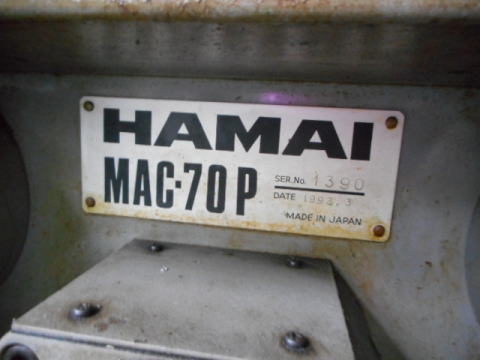 HAMAI
MAC-70P
SER.No. 1390
DATE 1993.3
MADE IN JAPAN